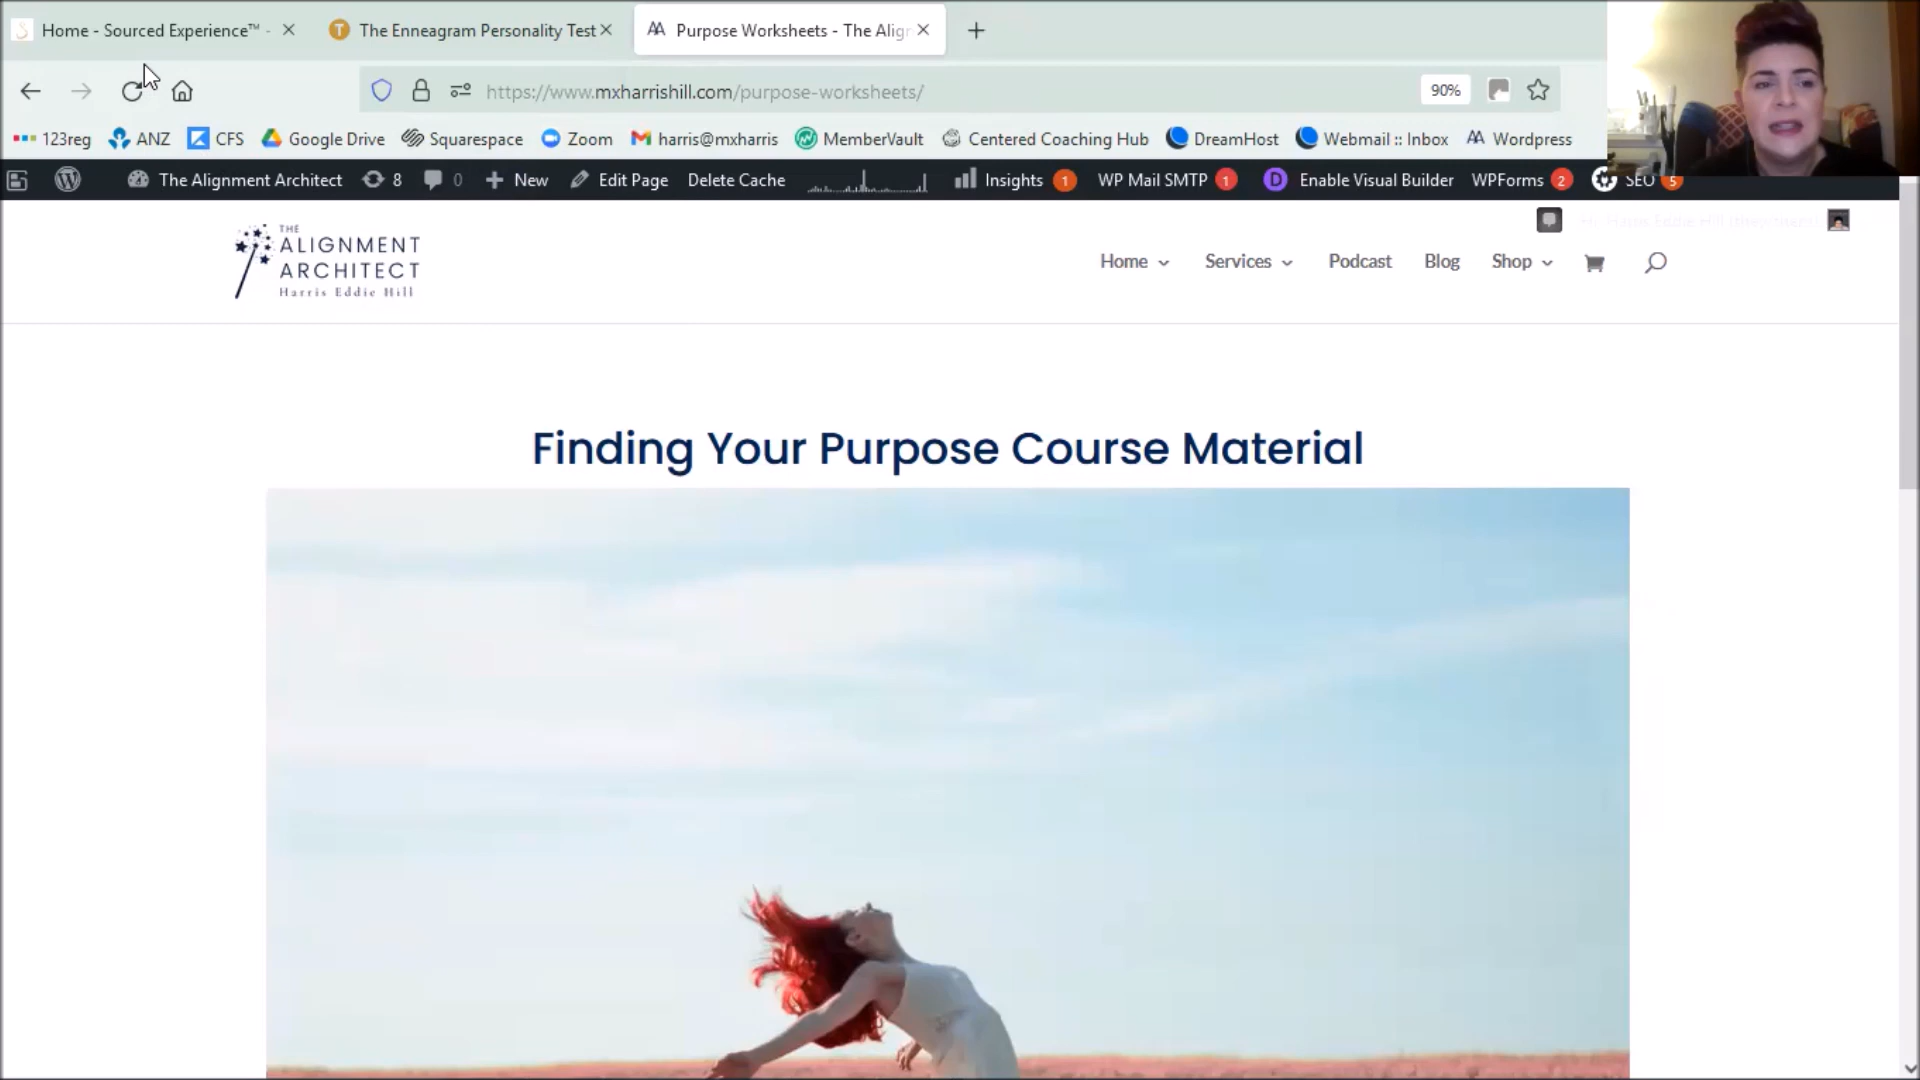 Home - Sourced Experience™ -
The Enneagram Personality Test
Purpose Worksheets - The Align
https://www.mxharrishill.com/purpose-worksheets/
90%
123reg
ANZ
CFS
Google Drive
Squarespace
Zoom
harris@mxharris
MemberVault
Centered Coaching Hub
DreamHost
Webmail :: Inbox
Wordpress
The Alignment Architect
8
0
New
Edit Page
Delete Cache
Insights 1
WP Mail SMTP 1
Enable Visual Builder
WPForms 2
SEO 5
THE
ALIGNMENT
ARCHITECT
Harris Eddie Hill
Home
Services
Podcast
Blog
Shop
Finding Your Purpose Course Material